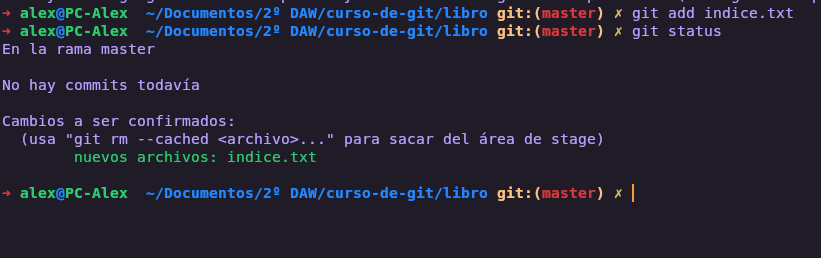 ➜ alex@PC-Alex ~/Documentos/2º DAW/curso-de-git/libro git:(master) ✗ git add indice.txt
➜ alex@PC-Alex ~/Documentos/2º DAW/curso-de-git/libro git:(master) ✗ git status
En la rama master
No hay commits todavía
Cambios a ser confirmados:
(usa "git rm --cached <archivo>..." para sacar del área de stage)
nuevos archivos: indice.txt
➜ alex@PC-Alex ~/Documentos/2º DAW/curso-de-git/libro git:(master) ✗